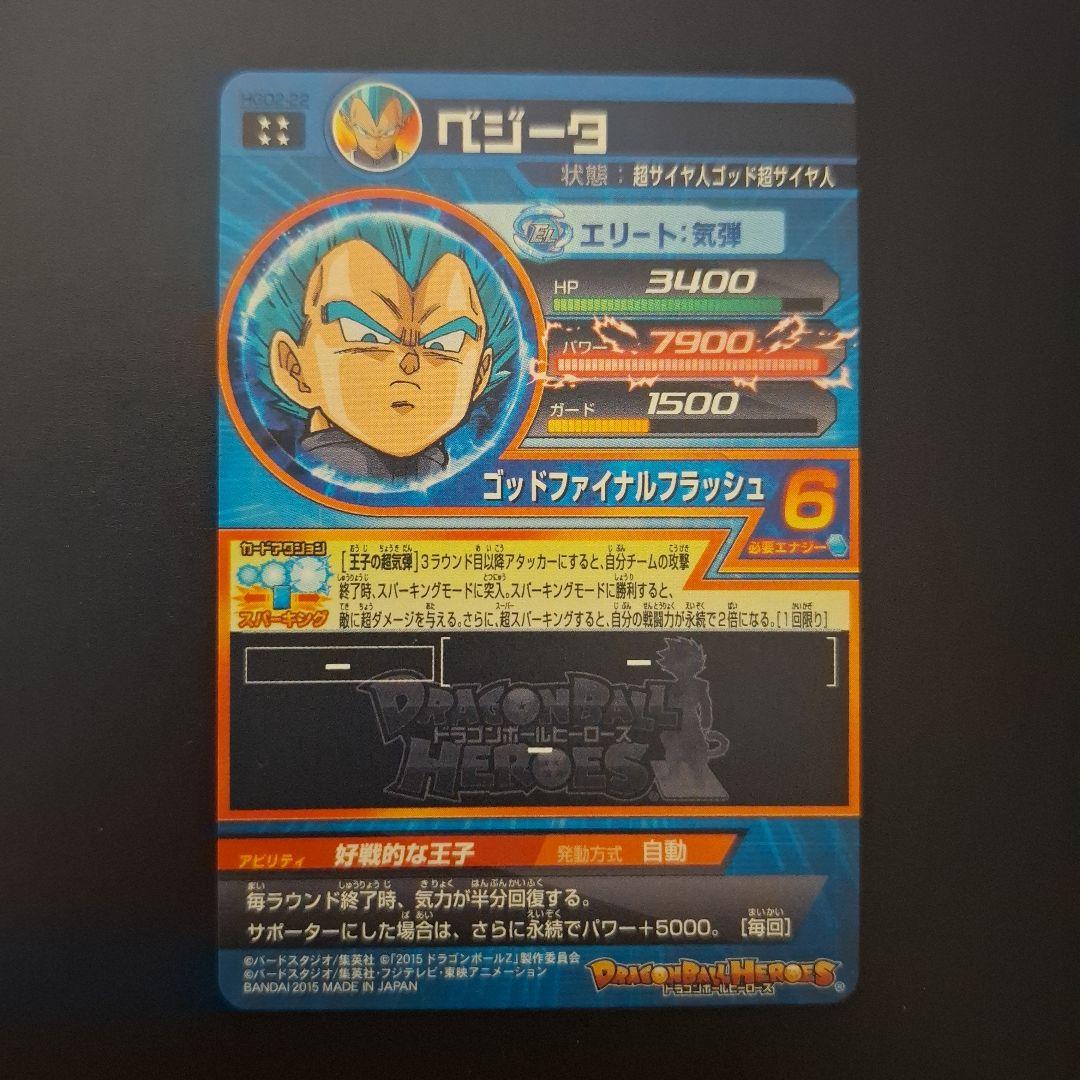 HGD2-22
ベジータ
状態：超サイヤ人ゴッド超サイヤ人
EL エリート：気弾
HP 3400
パワー 7900
ガード 1500
ゴッドファイナルフラッシュ 6
必要エナジー
カードアクション
スパーキング
[王子の超気弾]3ラウンド目以降アタッカーにすると、自分チームの攻撃
終了時、スパーキングモードに突入。スパーキングモードに勝利すると、
敵に超ダメージを与える。さらに、超スパーキングすると、自分の戦闘力が永続で2倍になる。[1回限り]
ー [ー]
DRAGONBALL
ドラゴンボールヒーローズ
ー
HEROES
アビリティ 好戦的な王子 発動方式 自動
毎ラウンド終了時、気力が半分回復する。
サポーターにした場合は、さらに永続でパワー+5000。 [毎回]
©バードスタジオ/集英社 ©「2015 ドラゴンボールZ」製作委員会
©バードスタジオ/集英社・フジテレビ・東映アニメーション
BANDAI 2015 MADE IN JAPAN
DRAGONBALL HEROES
ドラゴンボールヒーローズ ®